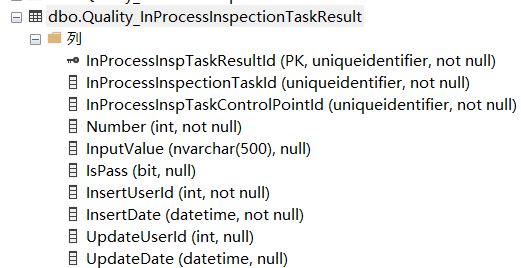 dbo.Quality_InProcessInspectionTaskResult
列
InProcessInspTaskResultId (PK, uniqueidentifier, not null)
InProcessInspectionTaskId (uniqueidentifier, not null)
InProcessInspTaskControlPointId (uniqueidentifier, not null)
Number (int, not null)
InputValue (nvarchar(500), null)
IsPass (bit, null)
InsertUserId (int, not null)
InsertDate (datetime, not null)
UpdateUserId (int, null)
UpdateDate (datetime, null)